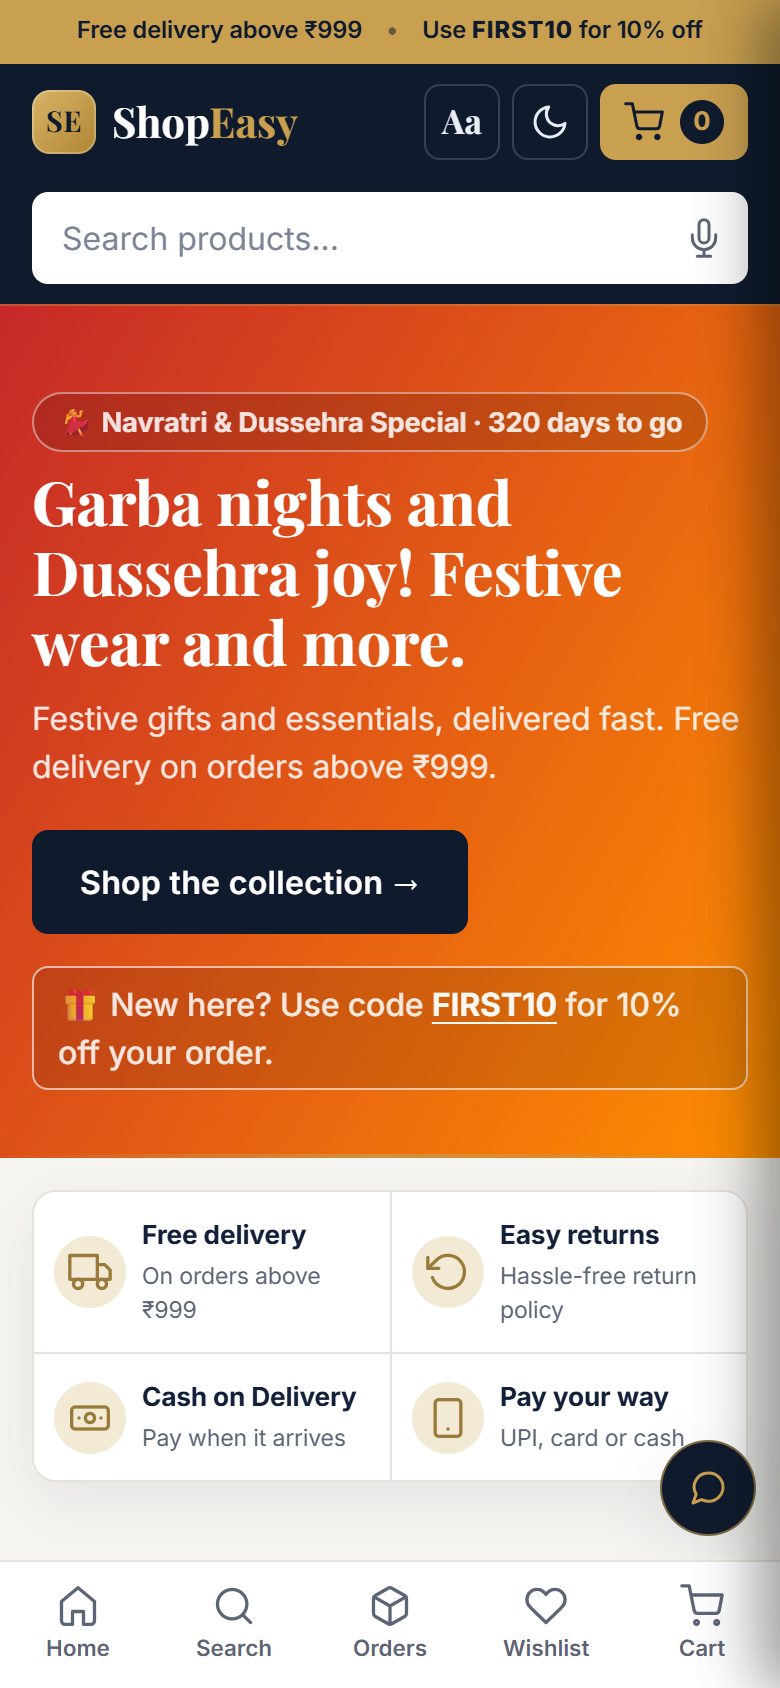 Free delivery above ₹999 • Use FIRST10 for 10% off
SE ShopEasy Aa 0
Search products...
Navratri & Dussehra Special · 320 days to go
Garba nights and
Dussehra joy! Festive
wear and more.
Festive gifts and essentials, delivered fast. Free
delivery on orders above ₹999.
Shop the collection →
New here? Use code FIRST10 for 10%
off your order.
Free delivery
On orders above
₹999
Easy returns
Hassle-free return
policy
Cash on Delivery
Pay when it arrives
Pay your way
UPI, card or cash
Home Search Orders Wishlist Cart